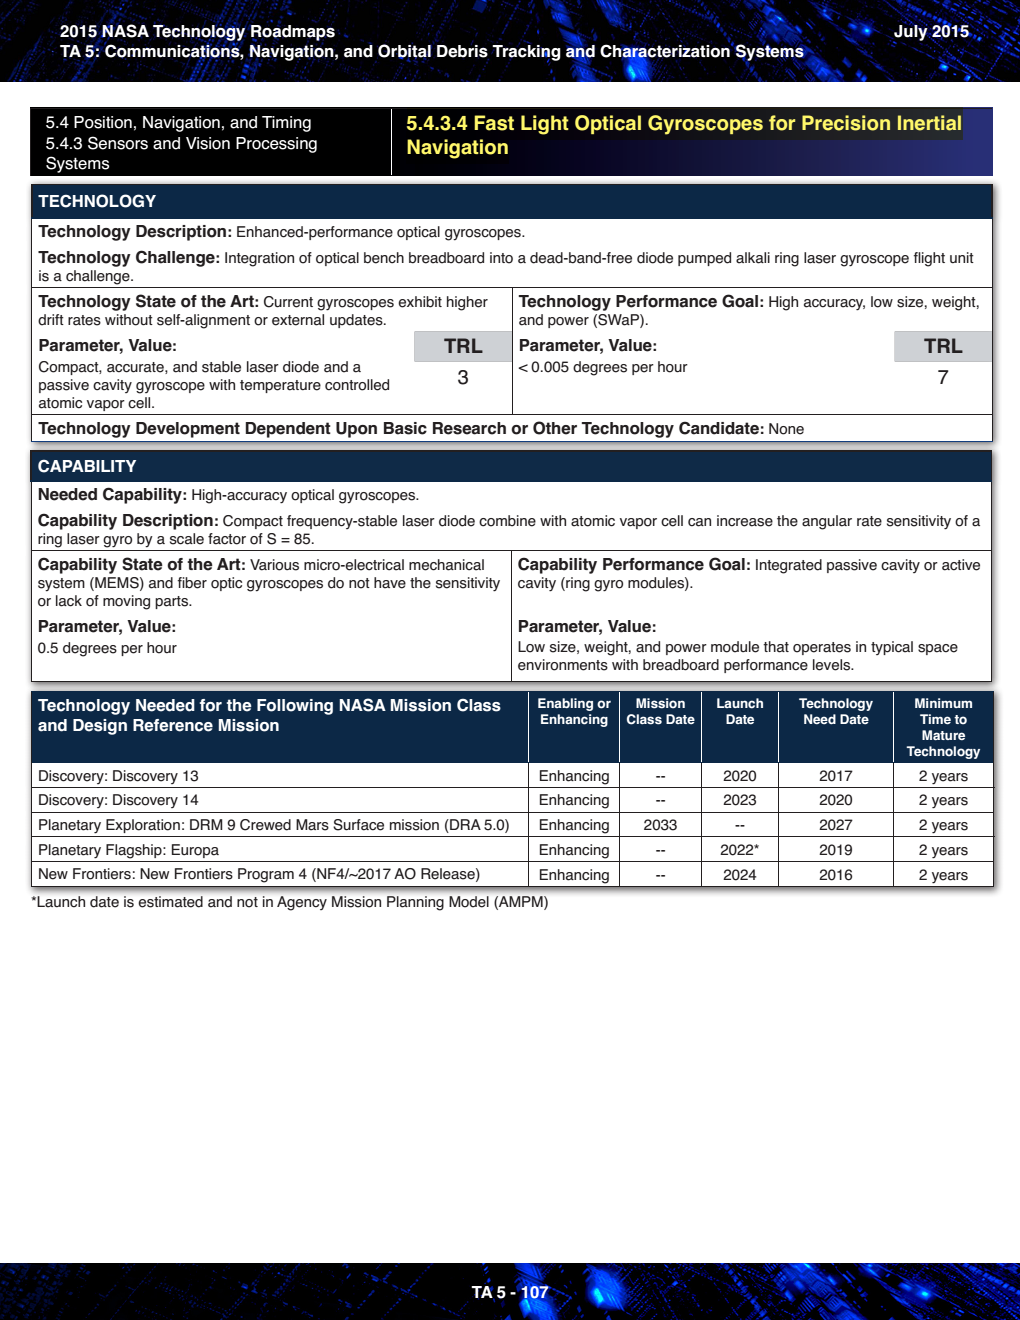 2015 NASA Technology Roadmaps
July 2015
TA 5: Communications, Navigation, and Orbital Debris Tracking and Characterization Systems
5.4 Position, Navigation, and Timing
5.4.3 Sensors and Vision Processing
Systems
5.4.3.4 Fast Light Optical Gyroscopes for Precision Inertial
Navigation
TECHNOLOGY
Technology Description: Enhanced-performance optical gyroscopes.
Technology Challenge: Integration of optical bench breadboard into a dead-band-free diode pumped alkali ring laser gyroscope flight unit
is a challenge.
Technology State of the Art: Current gyroscopes exhibit higher
drift rates without self-alignment or external updates.
Parameter, Value:
Compact, accurate, and stable laser diode and a
passive cavity gyroscope with temperature controlled
atomic vapor cell.
TRL
3
Technology Performance Goal: High accuracy, low size, weight,
and power (SWaP).
Parameter, Value:
< 0.005 degrees per hour
TRL
7
Technology Development Dependent Upon Basic Research or Other Technology Candidate: None
CAPABILITY
Needed Capability: High-accuracy optical gyroscopes.
Capability Description: Compact frequency-stable laser diode combine with atomic vapor cell can increase the angular rate sensitivity of a
ring laser gyro by a scale factor of S = 85.
Capability State of the Art: Various micro-electrical mechanical
system (MEMS) and fiber optic gyroscopes do not have the sensitivity
or lack of moving parts.
Parameter, Value:
0.5 degrees per hour
Capability Performance Goal: Integrated passive cavity or active
cavity (ring gyro modules).
Parameter, Value:
Low size, weight, and power module that operates in typical space
environments with breadboard performance levels.
Technology Needed for the Following NASA Mission Class
and Design Reference Mission
Enabling or
Enhancing
Mission
Class Date
Launch
Date
Technology
Need Date
Minimum
Time to
Mature
Technology
Discovery: Discovery 13 Enhancing -- 2020 2017 2 years
Discovery: Discovery 14 Enhancing -- 2023 2020 2 years
Planetary Exploration: DRM 9 Crewed Mars Surface mission (DRA 5.0) Enhancing 2033 -- 2027 2 years
Planetary Flagship: Europa Enhancing -- 2022* 2019 2 years
New Frontiers: New Frontiers Program 4 (NF4/~2017 AO Release) Enhancing -- 2024 2016 2 years
*Launch date is estimated and not in Agency Mission Planning Model (AMPM)
TA 5 - 107